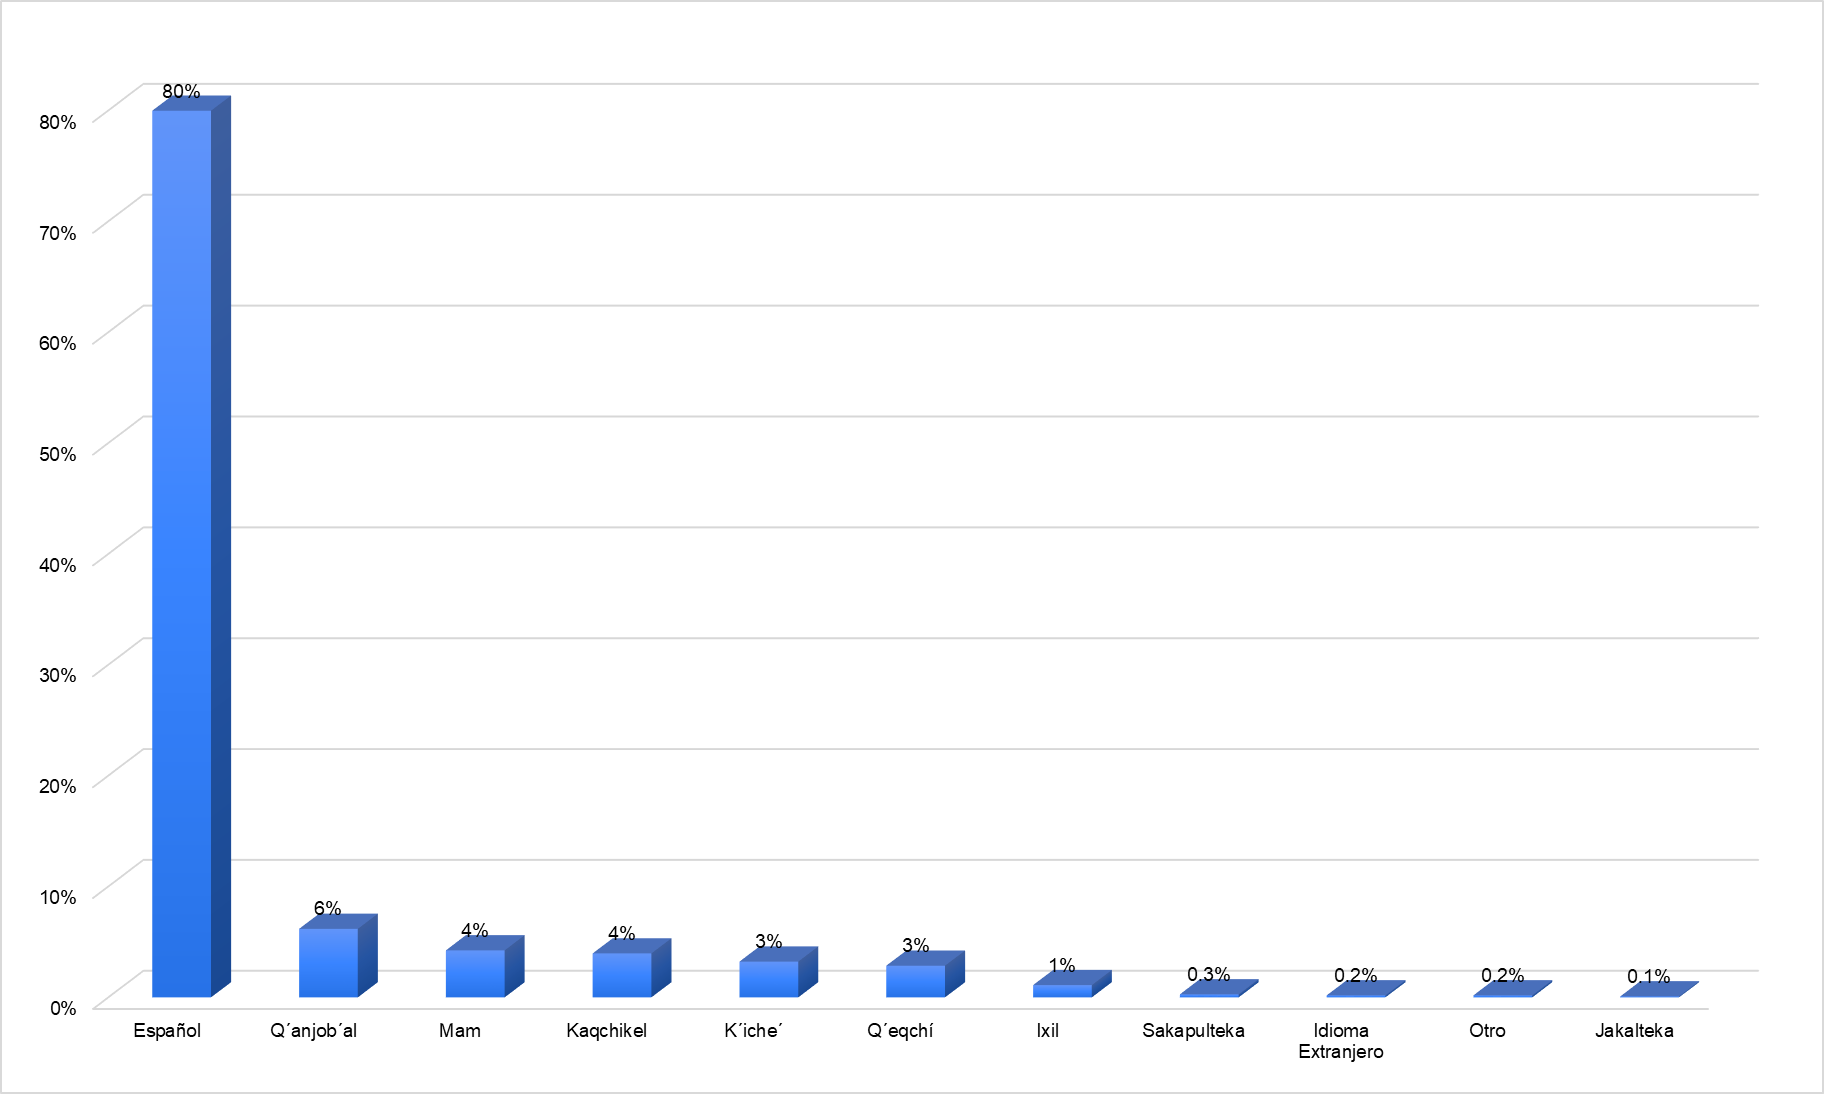 80%
80%
70%
60%
50%
40%
30%
20%
10%
0%
6%
4%
4%
3%
3%
1%
0.3%
0.2%
0.2%
0.1%
Español
Q´anjob´al
Mam
Kaqchikel
K´iche´
Q´eqchí
Ixil
Sakapulteka
Idioma
Extranjero
Otro
Jakalteka